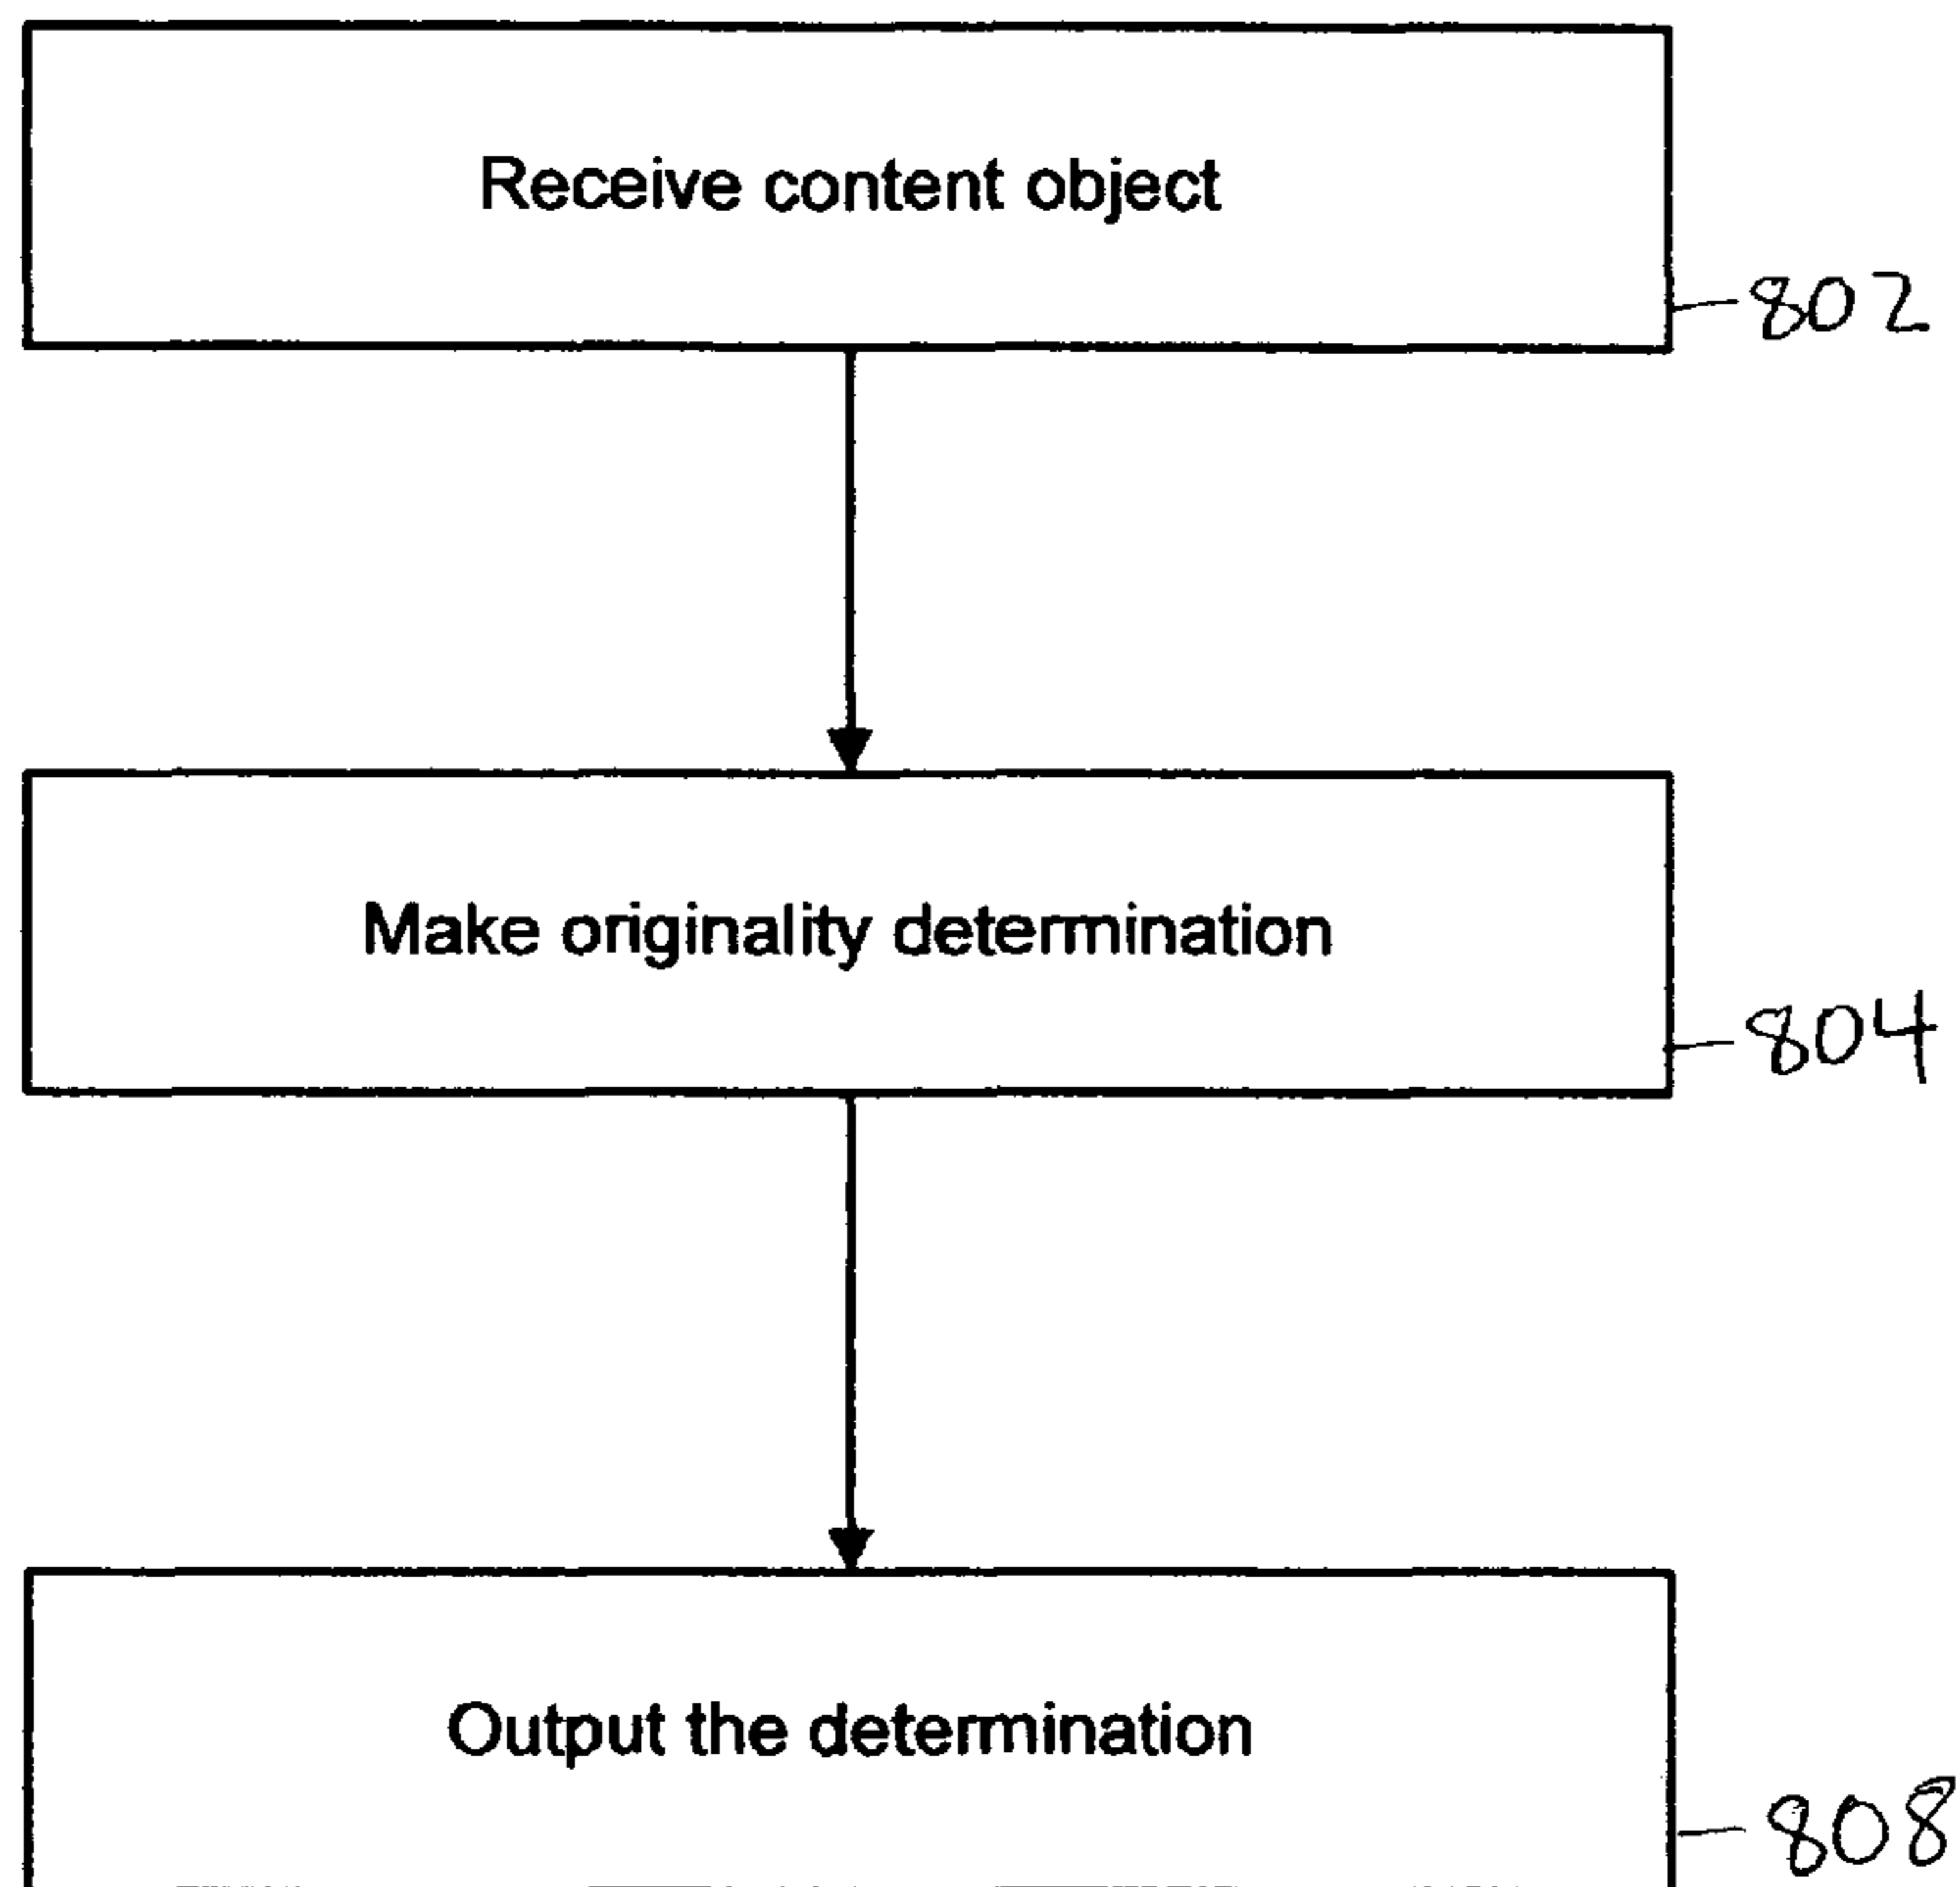 Receive content object
802
Make originality determination
804
Output the determination
808